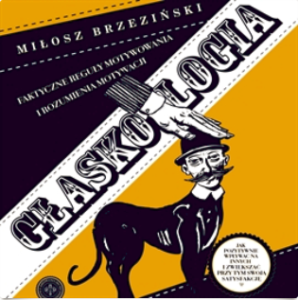 MIŁOSZ BRZEZIŃSKI
FAKTYCZNE REGUŁY MOTYWOWANIA
I ROZUMIENIA MOTYWACJI
GŁASKOLOGIA
JAK
POZYTYWNIE
WPŁYWAĆ NA
INNYCH
I ZWIĘKSZAĆ
PRZY TYM SWOJĄ
SATYSFAKCJĘ